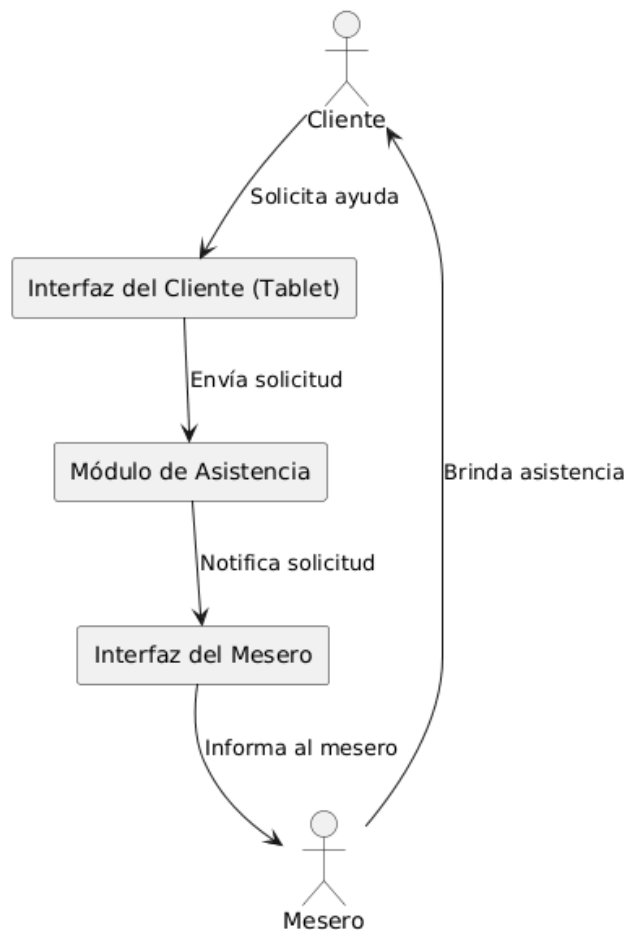 Cliente
Solicita ayuda
Interfaz del Cliente (Tablet)
Envía solicitud
Módulo de Asistencia
Brinda asistencia
Notifica solicitud
Interfaz del Mesero
Informa al mesero
Mesero